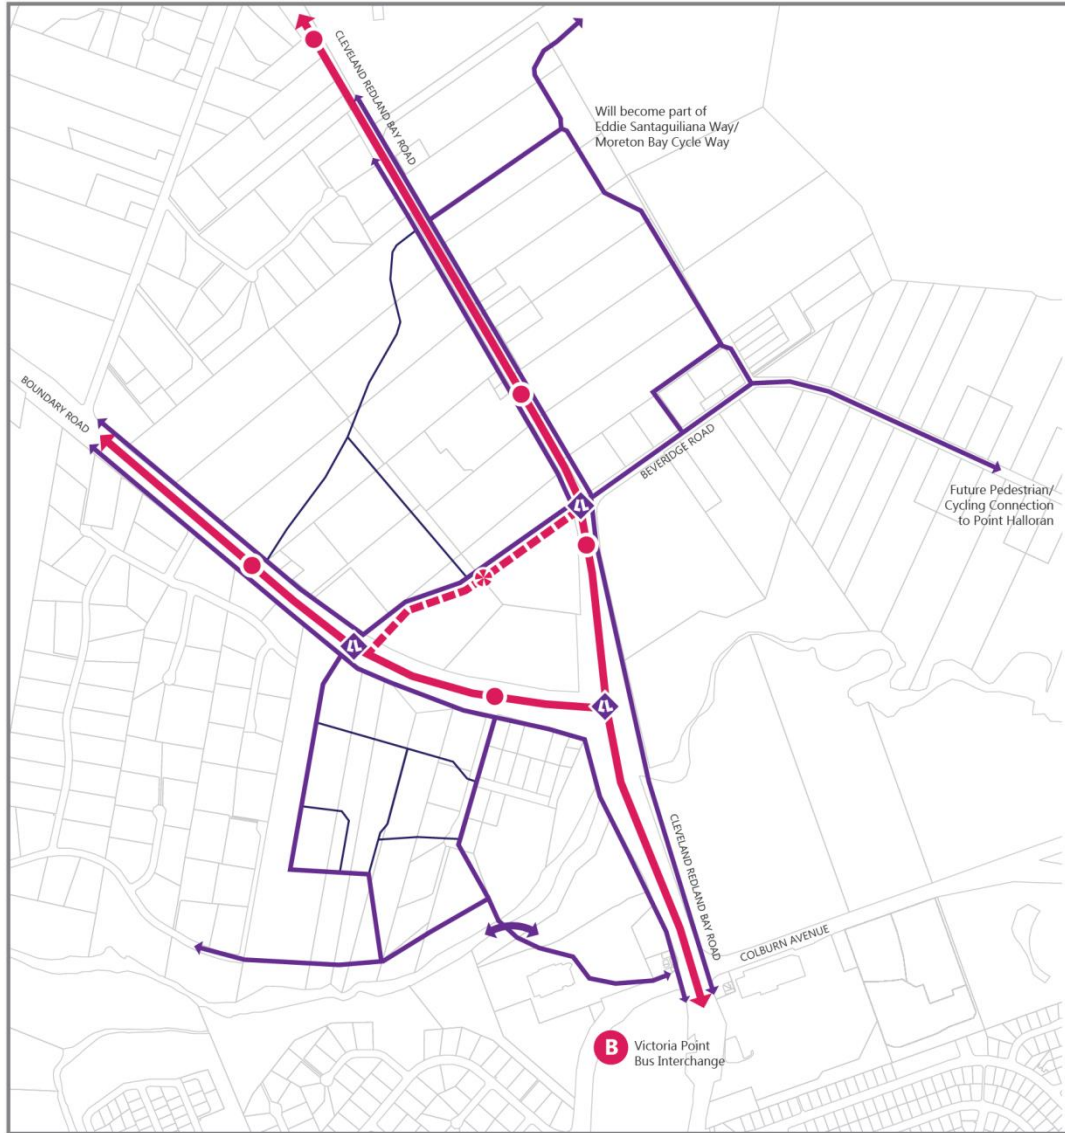 CLEVELAND REDLAND BAY ROAD
Will become part of
Eddie Santaguiliana Way/
Moreton Bay Cycle Way
BOUNDARY ROAD
BEVERIDGE ROAD
Future Pedestrian/
Cycling Connection
to Point Halloran
CLEVELAND REDLAND BAY ROAD
COLBURN AVENUE
B
Victoria Point
Bus Interchange